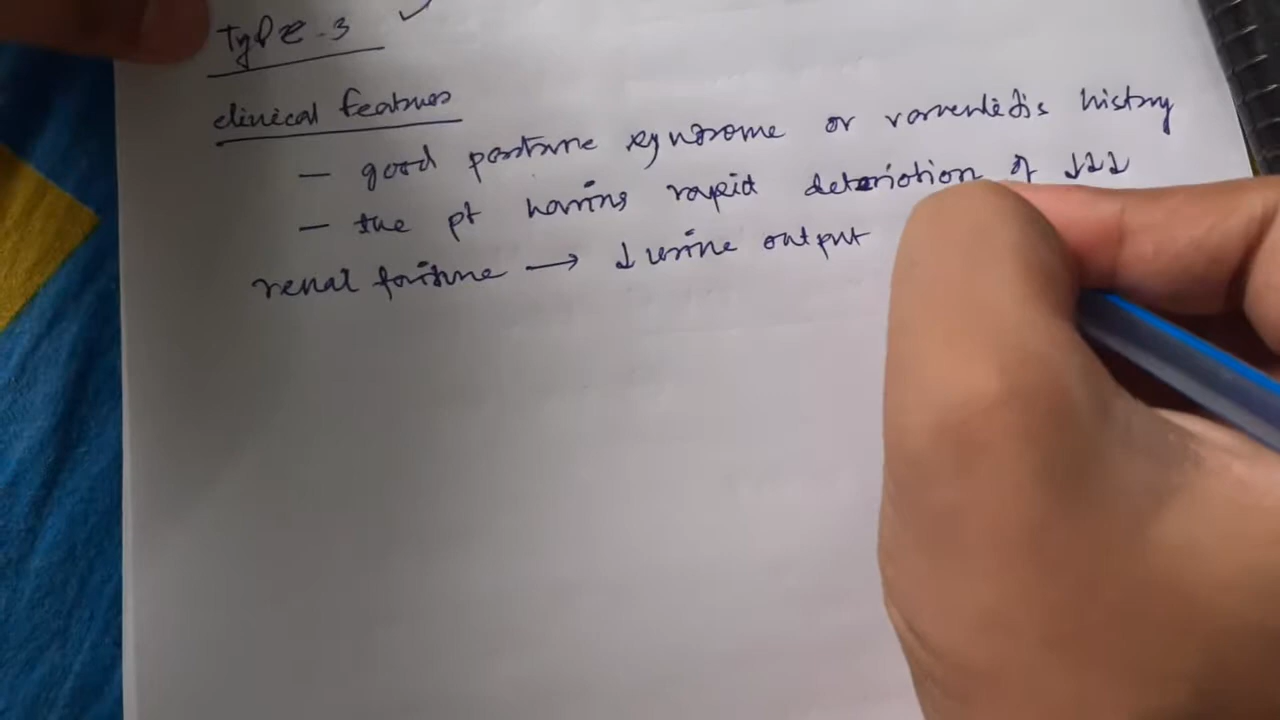 Type-3 ✓
clinical features
— good pasture syndrome or vasculitis history
— the pt having rapid deterioration of ↓↓↓
renal failure → ↓ urine output